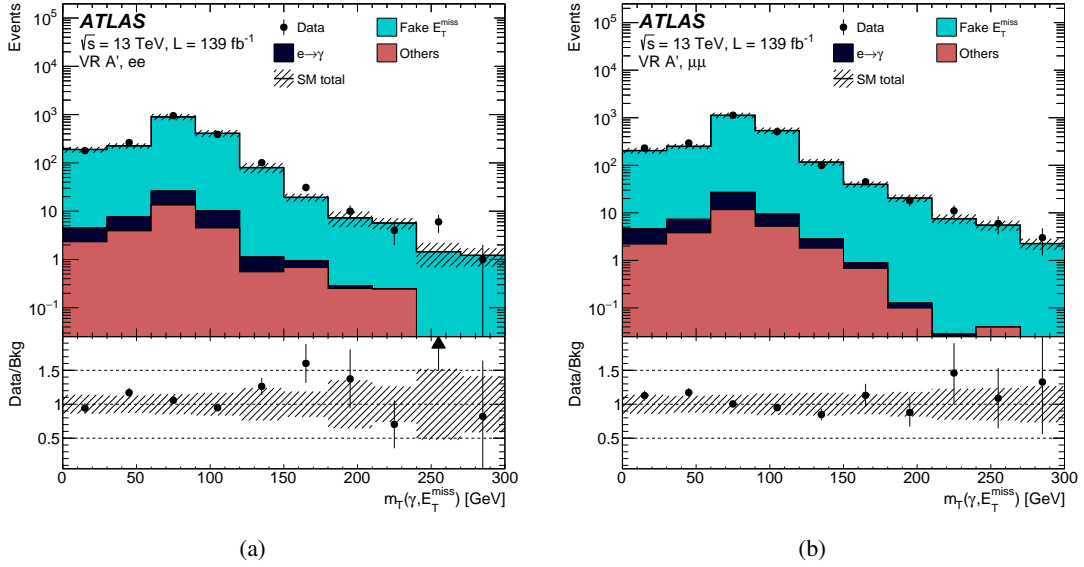 Events
10⁵
10⁴
10³
10²
10
1
10⁻¹
ATLAS
√s = 13 TeV, L = 139 fb⁻¹
VR A', ee
Data
Fake E_T^miss
e→γ
Others
SM total
Data/Bkg
1.5
1
0.5
0 50 100 150 200 250 300
m_T(γ,E_T^miss) [GeV]
(a)
Events
10⁵
10⁴
10³
10²
10
1
10⁻¹
ATLAS
√s = 13 TeV, L = 139 fb⁻¹
VR A', μμ
Data
Fake E_T^miss
e→γ
Others
SM total
Data/Bkg
1.5
1
0.5
0 50 100 150 200 250 300
m_T(γ,E_T^miss) [GeV]
(b)